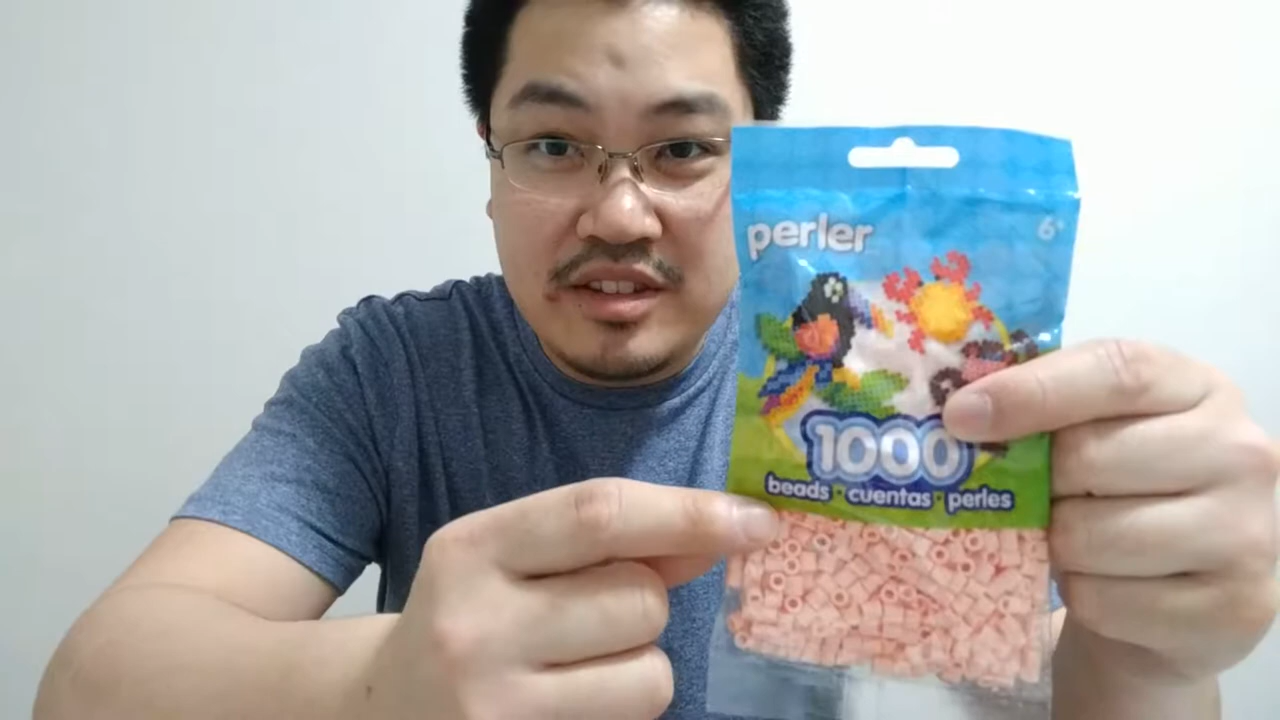 perler
6+
1000
beads · cuentas · perles